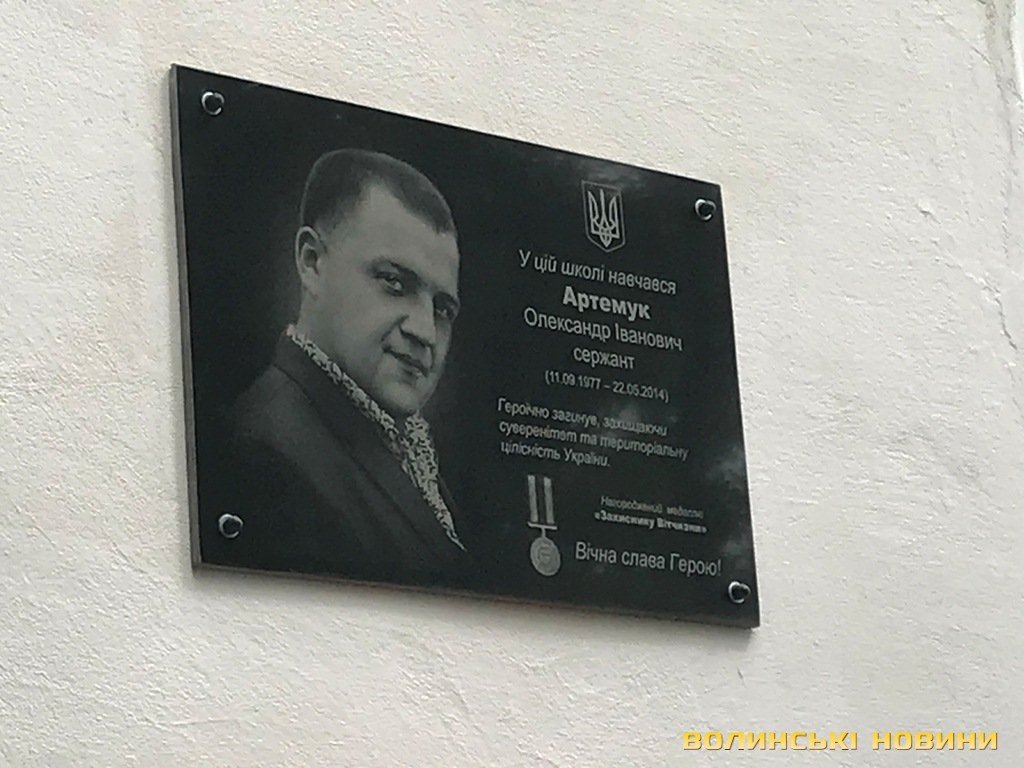 У цій школі навчався
Артемук
Олександр Іванович
сержант
(11.09.1977 – 22.05.2014)
Героїчно загинув, захищаючи
суверенітет та територіальну
цілісність України.
Нагороджений медаллю
«Захиснику Вітчизни»
Вічна слава Герою!
ВОЛИНСЬКІ НОВИНИ